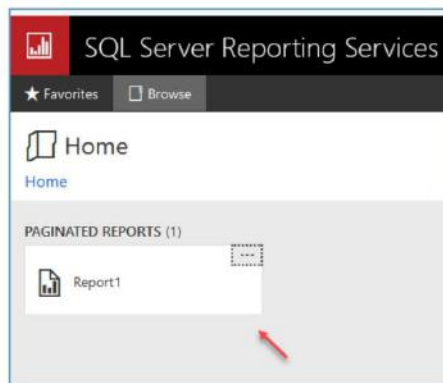 SQL Server Reporting Services
Favorites Browse
Home
Home
PAGINATED REPORTS (1)
...
Report1